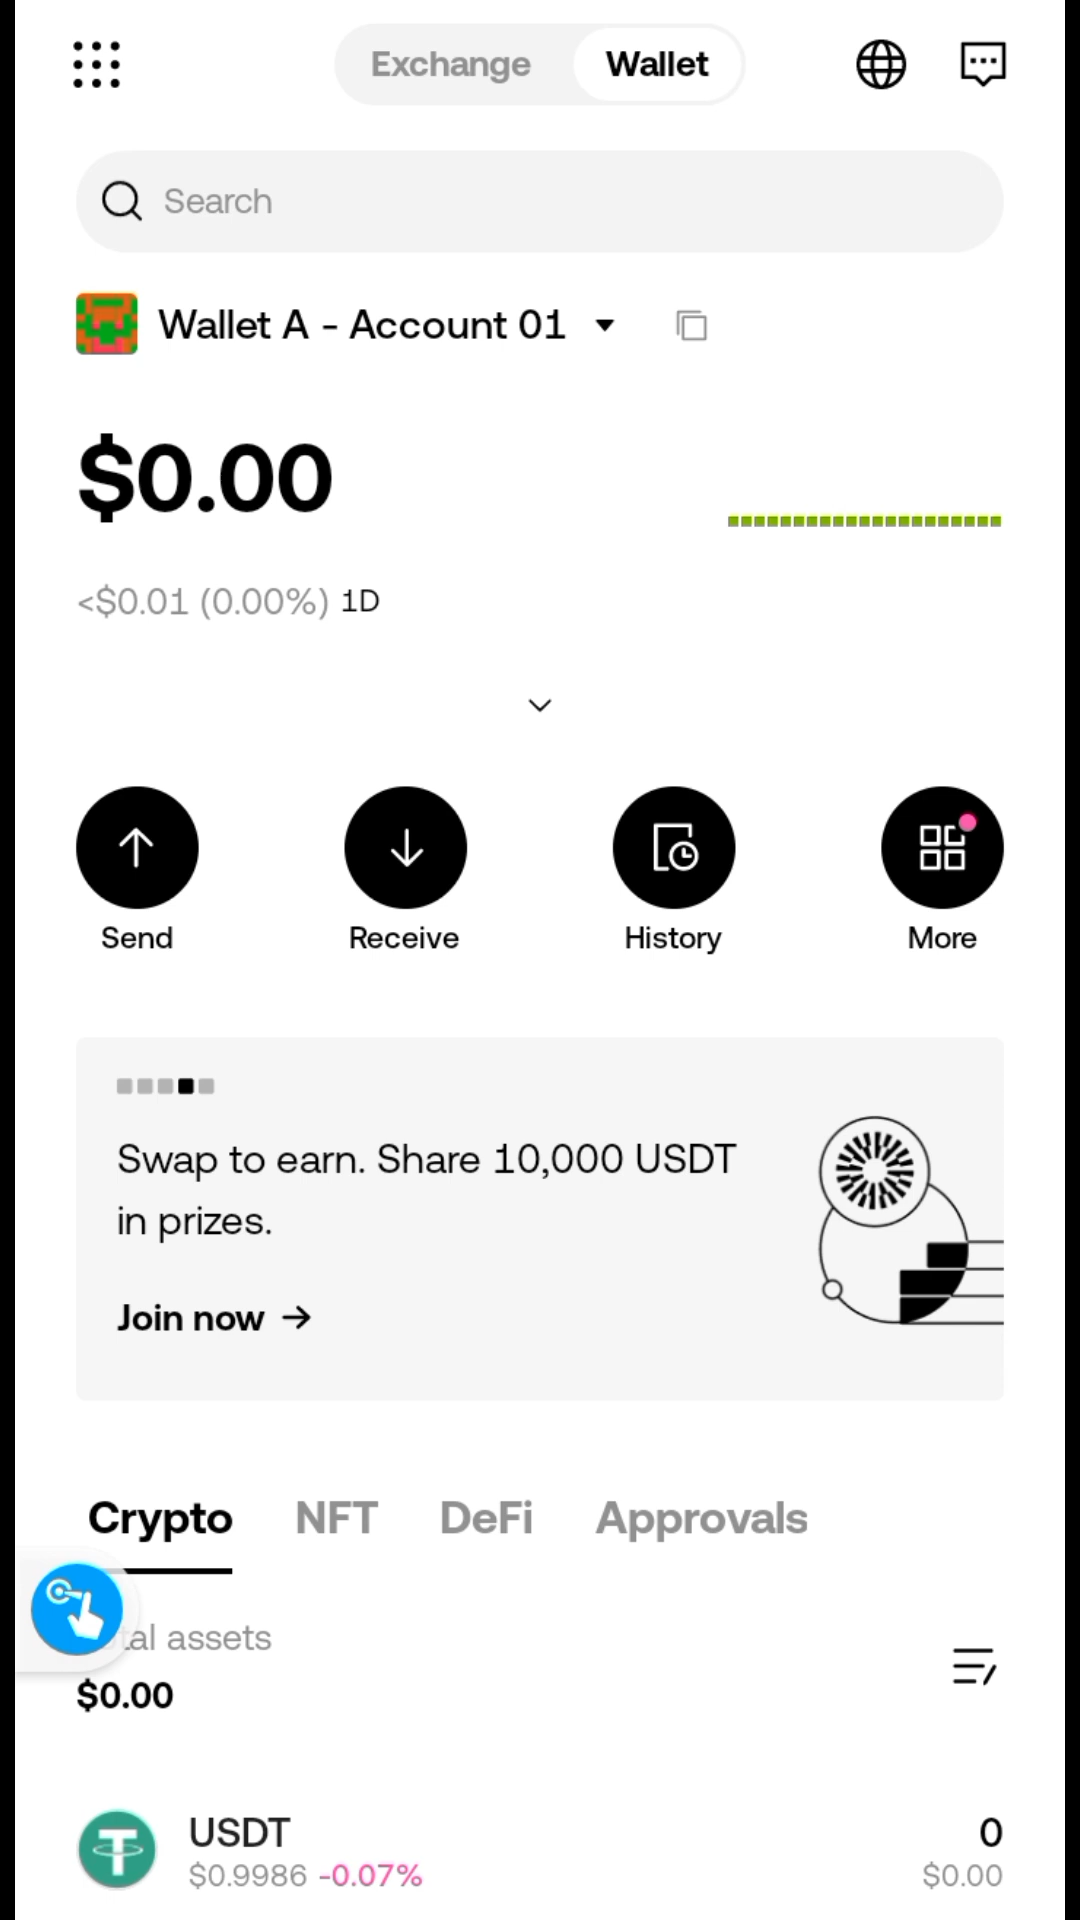 Exchange Wallet
Search
Wallet A - Account 01
$0.00
<$0.01 (0.00%) 1D
Send Receive History More
Swap to earn. Share 10,000 USDT
in prizes.
Join now →
Crypto NFT DeFi Approvals
tal assets
$0.00
USDT 0
$0.9986 -0.07% $0.00